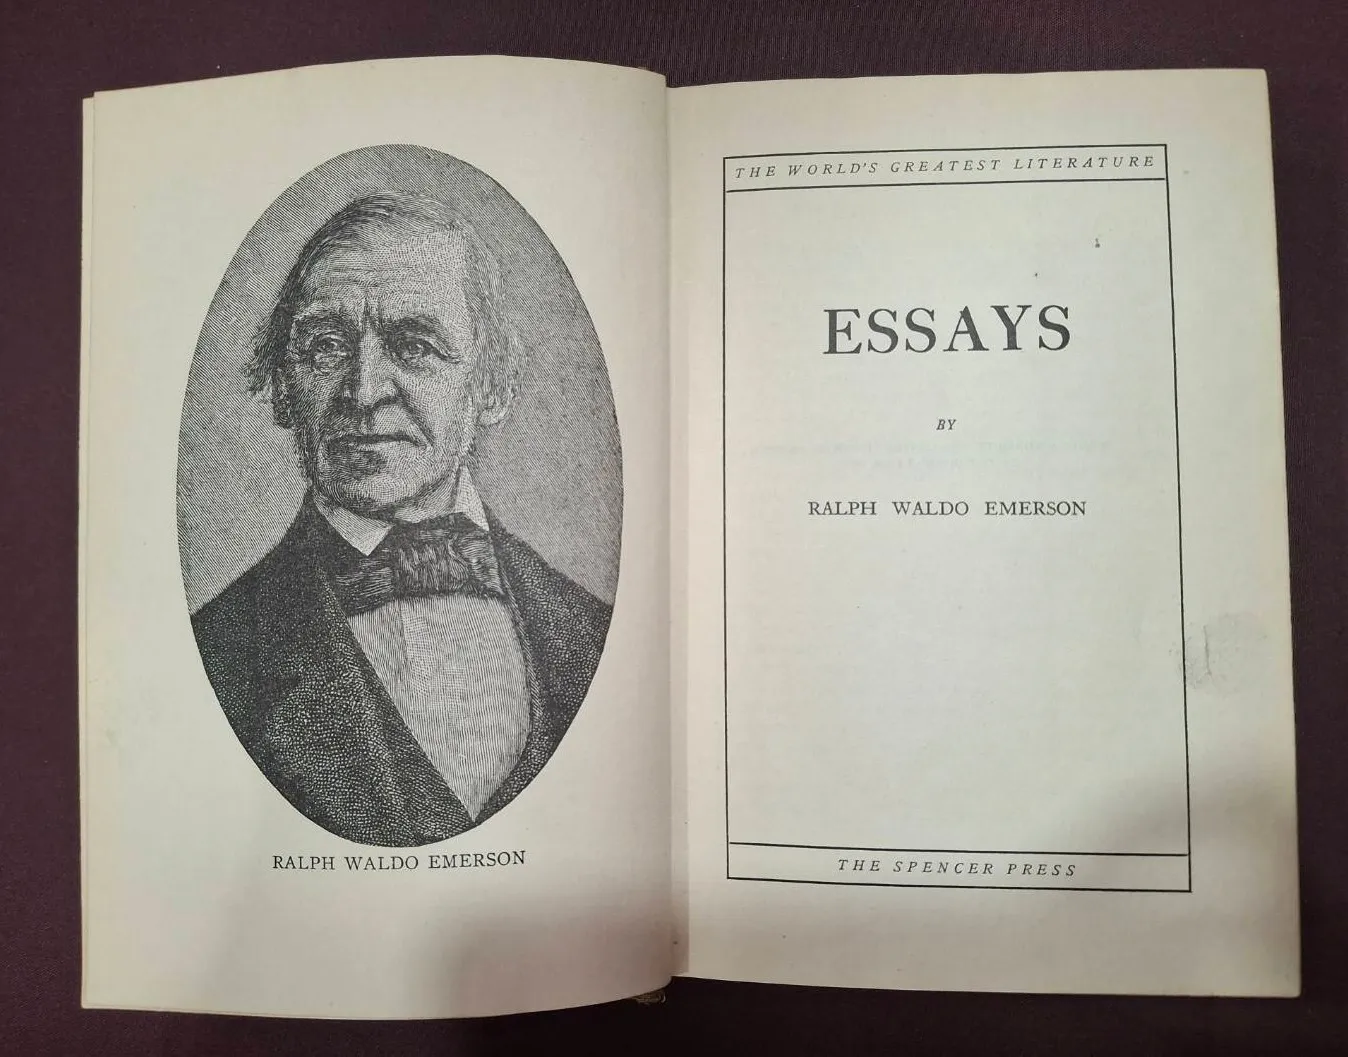 RALPH WALDO EMERSON
THE WORLD'S GREATEST LITERATURE
ESSAYS
BY
RALPH WALDO EMERSON
THE SPENCER PRESS